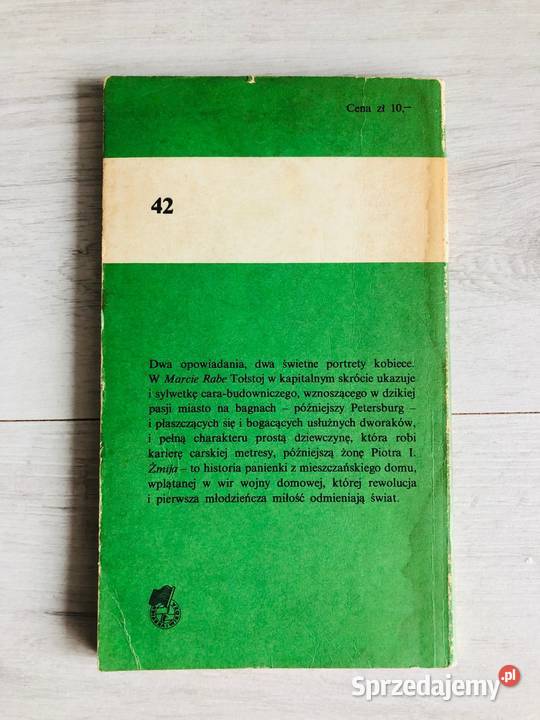 Cena zł 10,—
42
Dwa opowiadania, dwa świetne portrety kobiece.
W Marcie Rabe Tołstoj w kapitalnym skrócie ukazuje
i sylwetkę cara-budowniczego, wznoszącego w dzikiej
pasji miasto na bagnach – późniejszy Petersburg –
i płaszczących się i bogacących usłużnych dworaków,
i pełną charakteru prostą dziewczynę, która robi
karierę carskiej metresy, późniejszą żonę Piotra I.
Żmija – to historia panienki z mieszczańskiego domu,
wplątanej w wir wojny domowej, której rewolucja
i pierwsza młodzieńcza miłość odmieniają świat.
Sprzedajemy.pl